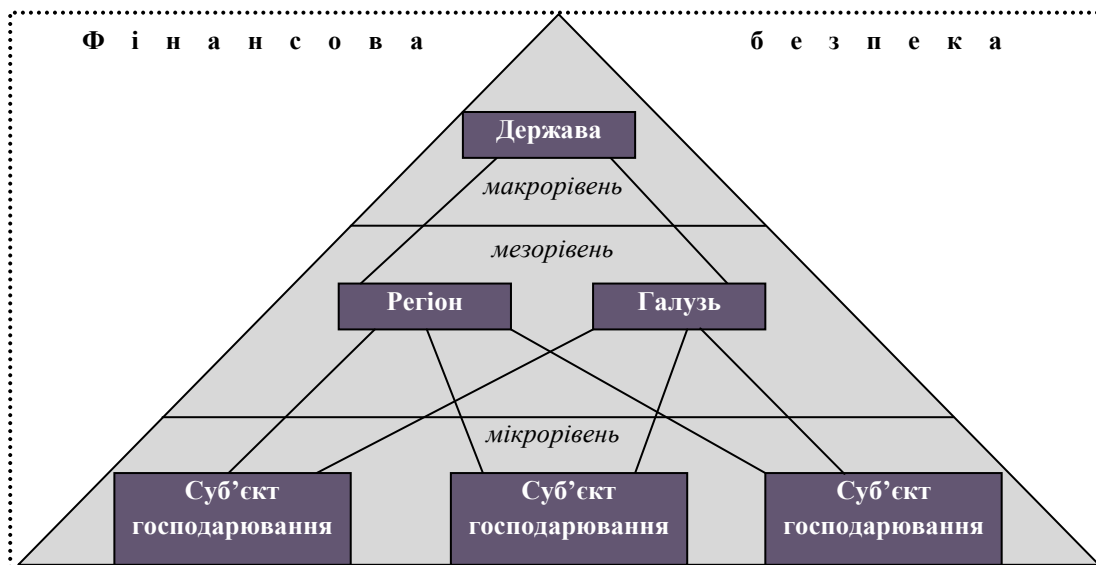 Фінансова безпека
Держава
макрорівень
мезорівень
Регіон Галузь
мікрорівень
Суб’єкт Суб’єкт Суб’єкт
господарювання господарювання господарювання